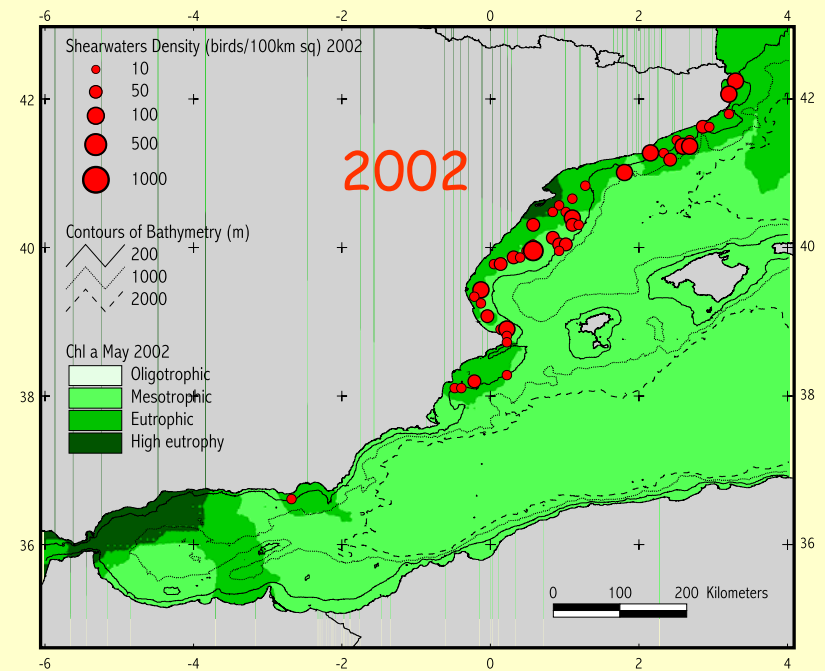 -6 -4 -2 0 2 4
Shearwaters Density (birds/100km sq) 2002
10
50
100
500
1000
42 42
2002
Contours of Bathymetry (m)
200
1000
2000
40 40
Chl a May 2002
Oligotrophic
Mesotrophic
Eutrophic
High eutrophy
38 38
36 36
0 100 200 Kilometers
-6 -4 -2 0 2 4